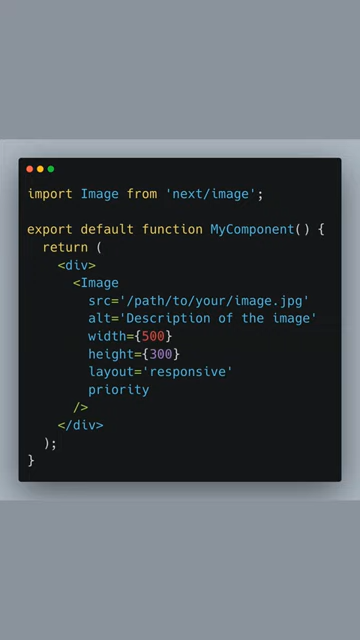 import Image from 'next/image';
export default function MyComponent() {
return (
<div>
<Image
src='/path/to/your/image.jpg'
alt='Description of the image'
width={500}
height={300}
layout='responsive'
priority
/>
</div>
);
}